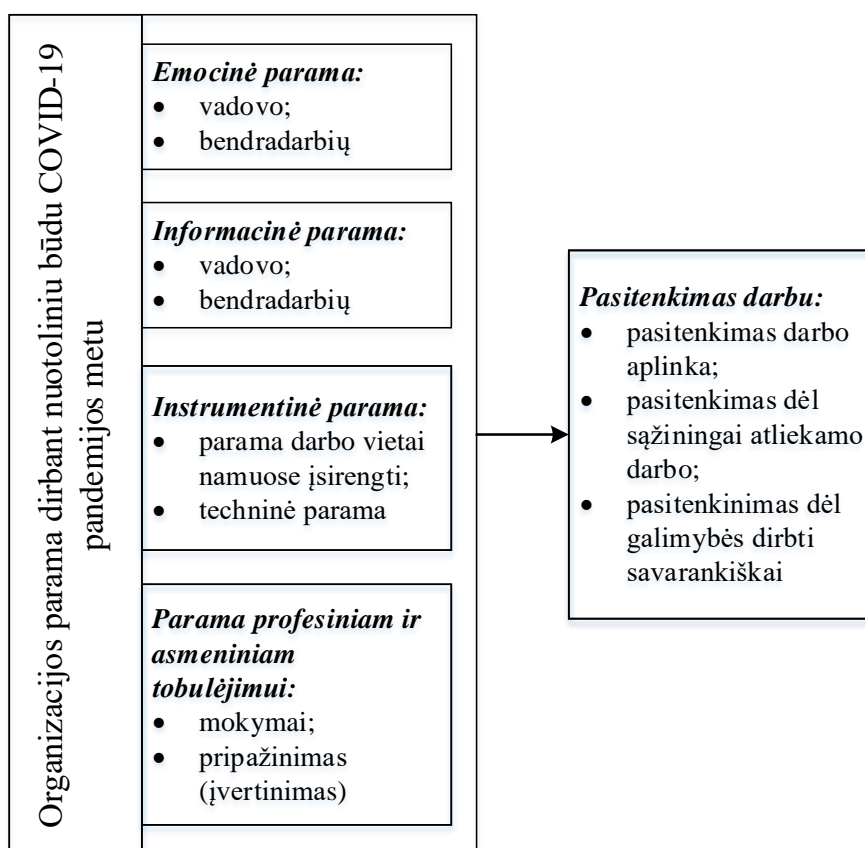 Organizacijos parama dirbant nuotoliniu būdu COVID-19
pandemijos metu
Emocinė parama:
• vadovo;
• bendradarbių
Informacinė parama:
• vadovo;
• bendradarbių
Instrumentinė parama:
• parama darbo vietai
namuose įsirengti;
• techninė parama
Parama profesiniam ir
asmeniniam
tobulėjimui:
• mokymai;
• pripažinimas
(įvertinimas)
Pasitenkimas darbu:
• pasitenkimas darbo
aplinka;
• pasitenkimas dėl
sąžiningai atliekamo
darbo;
• pasitenkinimas dėl
galimybės dirbti
savarankiškai